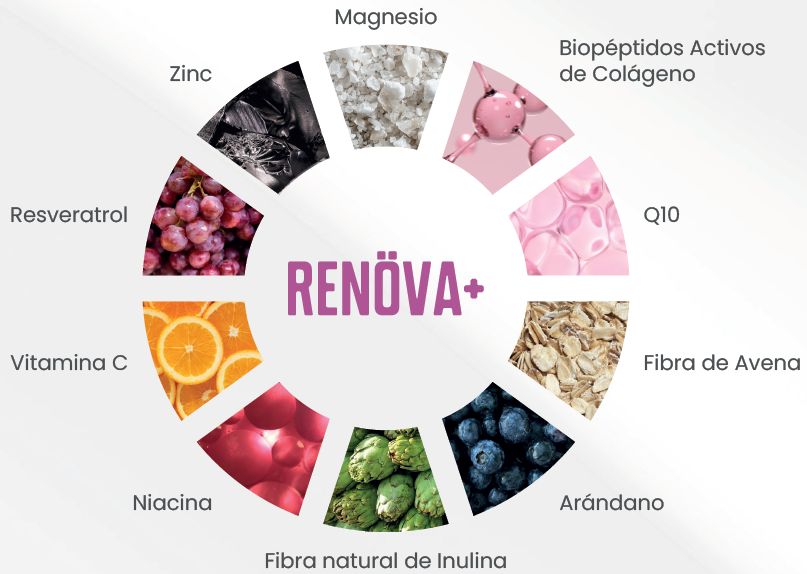 Magnesio
Biopéptidos Activos
de Colágeno
Zinc
Resveratrol
Q10
RENÖVA+
Vitamina C
Fibra de Avena
Niacina
Arándano
Fibra natural de Inulina